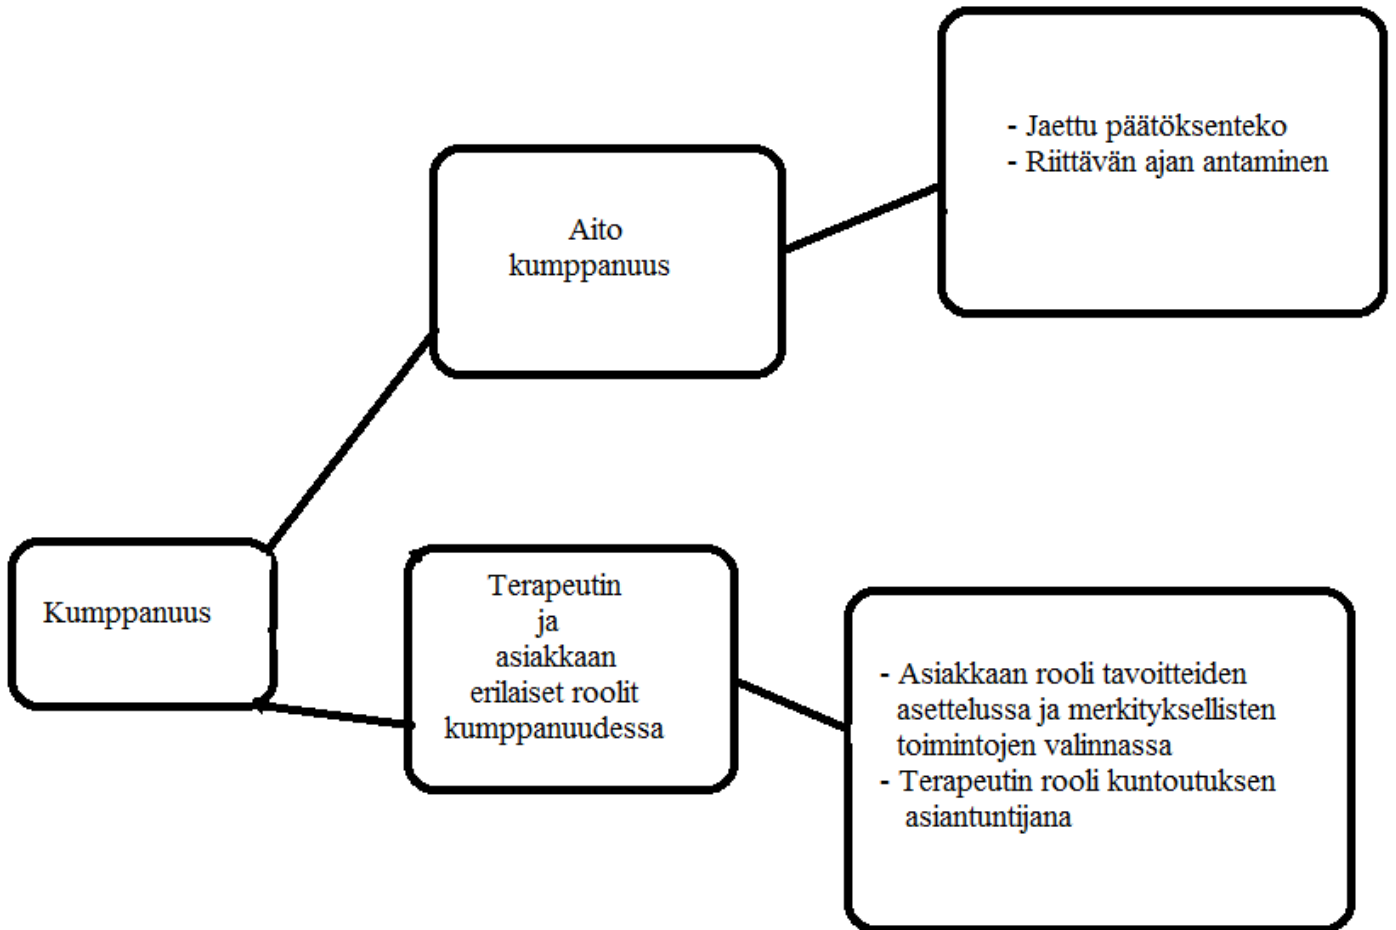 - Jaettu päätöksenteko
- Riittävän ajan antaminen
Aito
kumppanuus
Kumppanuus
Terapeutin
ja
asiakkaan
erilaiset roolit
kumppanuudessa
- Asiakkaan rooli tavoitteiden
asettelussa ja merkityksellisten
toimintojen valinnassa
- Terapeutin rooli kuntoutuksen
asiantuntijana